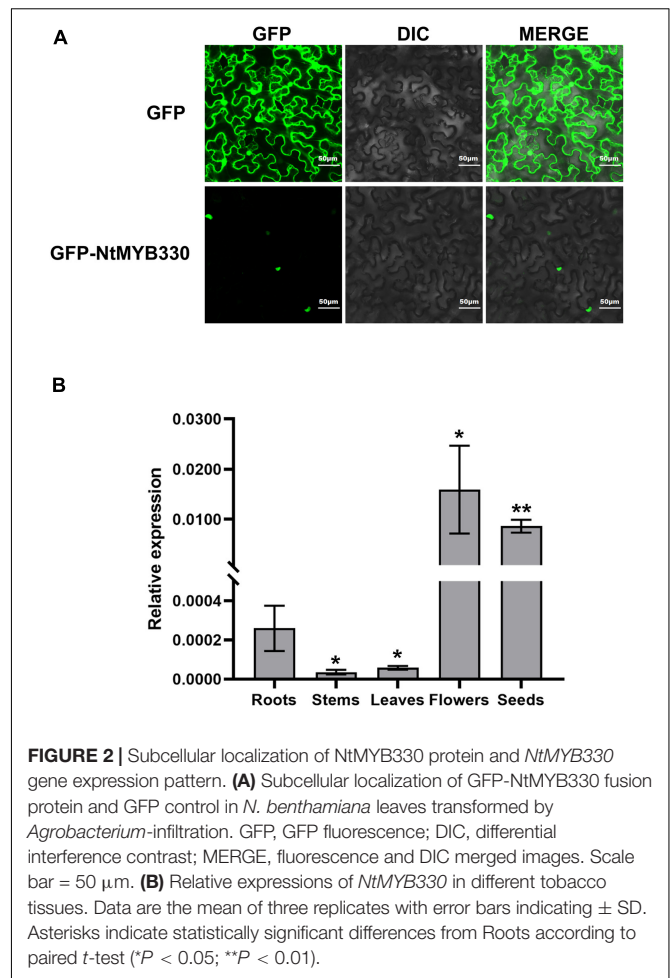 A
GFP DIC MERGE
GFP
50μm 50μm 50μm
GFP-NtMYB330
50μm 50μm 50μm
B
Relative expression
0.0300
0.0200
0.0100
0.0004
0.0002
0.0000
* * * **
Roots Stems Leaves Flowers Seeds
FIGURE 2 | Subcellular localization of NtMYB330 protein and NtMYB330
gene expression pattern. (A) Subcellular localization of GFP-NtMYB330 fusion
protein and GFP control in N. benthamiana leaves transformed by
Agrobacterium-infiltration. GFP, GFP fluorescence; DIC, differential
interference contrast; MERGE, fluorescence and DIC merged images. Scale
bar = 50 μm. (B) Relative expressions of NtMYB330 in different tobacco
tissues. Data are the mean of three replicates with error bars indicating ± SD.
Asterisks indicate statistically significant differences from Roots according to
paired t-test (*P < 0.05; **P < 0.01).